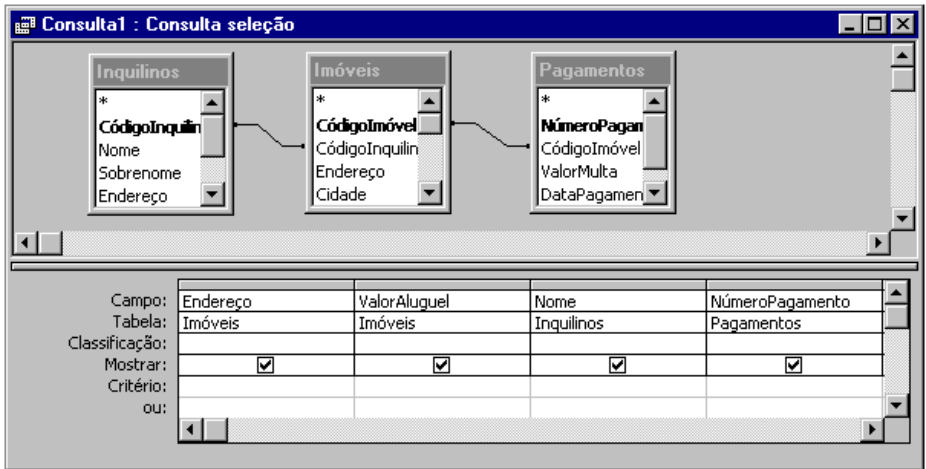 Consulta1 : Consulta seleção
Inquilinos
*
CódigoInquilin
Nome
Sobrenome
Endereço
Imóveis
*
CódigoImóvel
CódigoInquilin
Endereço
Cidade
Pagamentos
*
NúmeroPagam
CódigoImóvel
ValorMulta
DataPagamen
Campo: Endereço ValorAluguel Nome NúmeroPagamento
Tabela: Imóveis Imóveis Inquilinos Pagamentos
Classificação:
Mostrar:
Critério:
ou: